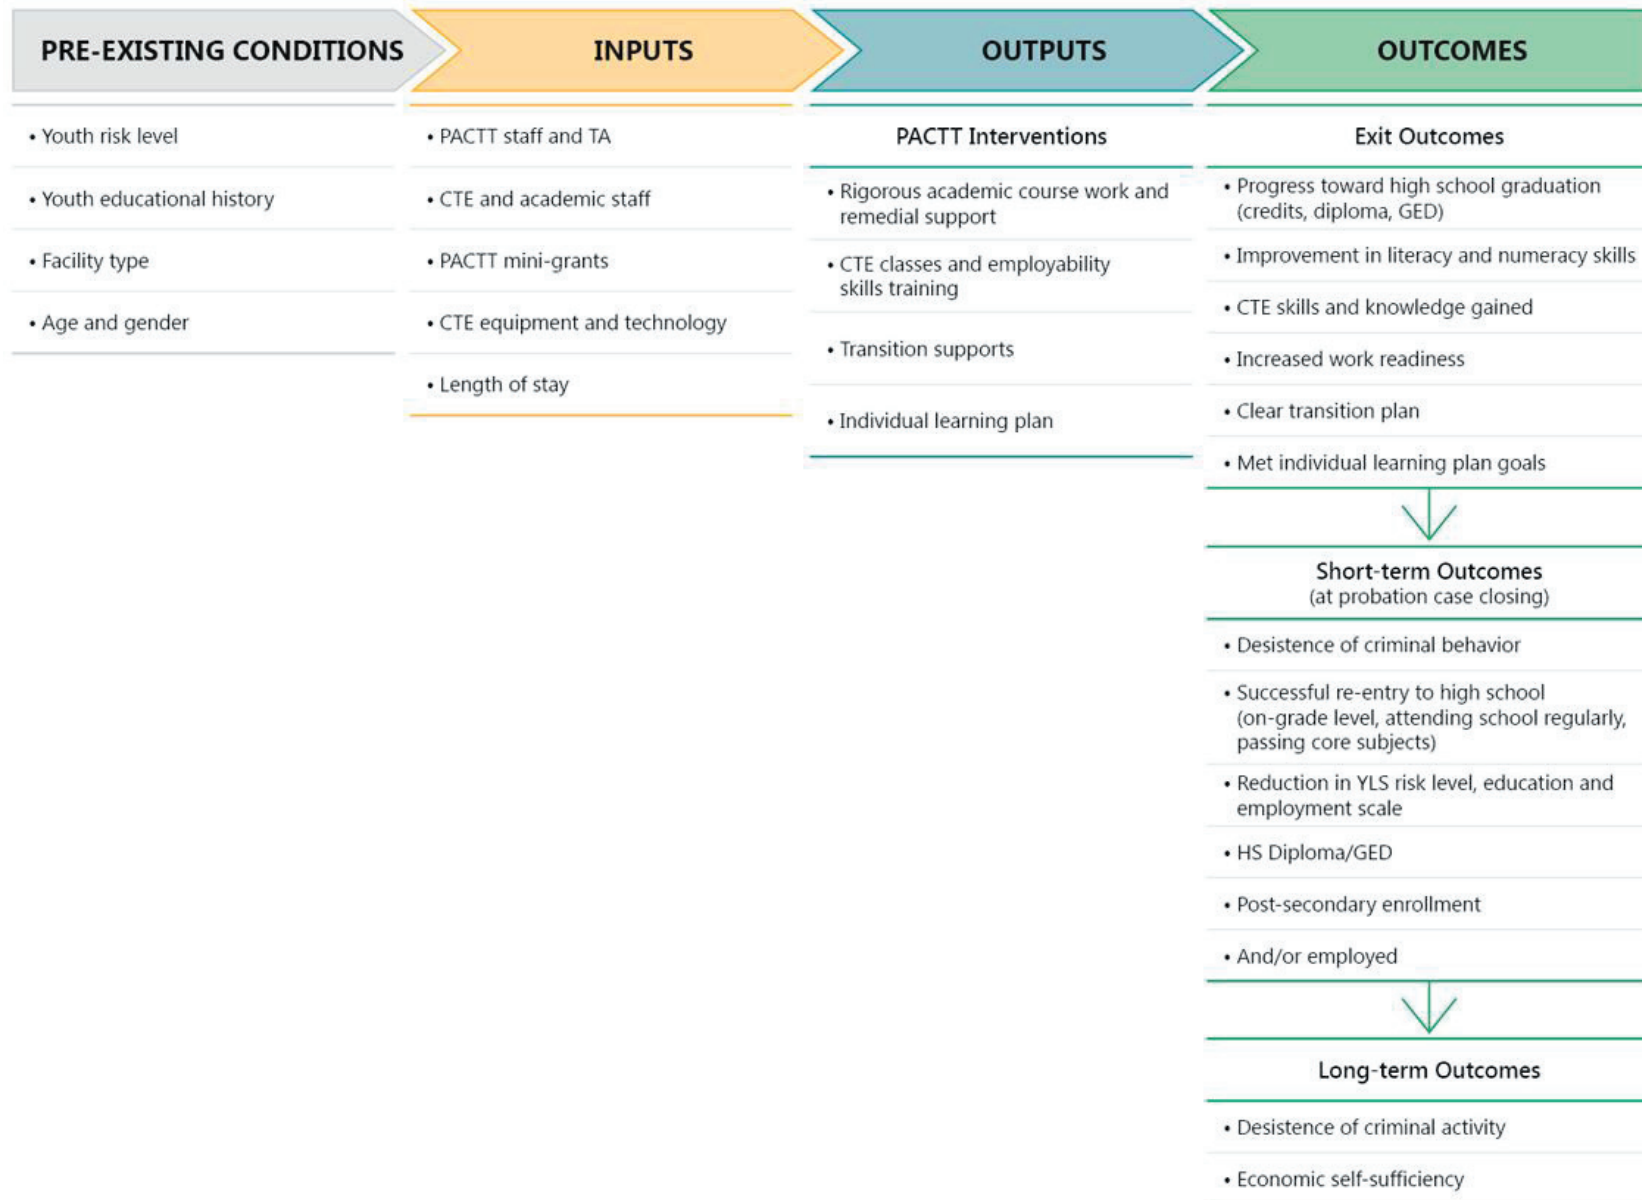 PRE-EXISTING CONDITIONS
• Youth risk level
• Youth educational history
• Facility type
• Age and gender
INPUTS
• PACTT staff and TA
• CTE and academic staff
• PACTT mini-grants
• CTE equipment and technology
• Length of stay
OUTPUTS
PACTT Interventions
• Rigorous academic course work and
remedial support
• CTE classes and employability
skills training
• Transition supports
• Individual learning plan
OUTCOMES
Exit Outcomes
• Progress toward high school graduation
(credits, diploma, GED)
• Improvement in literacy and numeracy skills
• CTE skills and knowledge gained
• Increased work readiness
• Clear transition plan
• Met individual learning plan goals
Short-term Outcomes
(at probation case closing)
• Desistence of criminal behavior
• Successful re-entry to high school
(on-grade level, attending school regularly,
passing core subjects)
• Reduction in YLS risk level, education and
employment scale
• HS Diploma/GED
• Post-secondary enrollment
• And/or employed
Long-term Outcomes
• Desistence of criminal activity
• Economic self-sufficiency